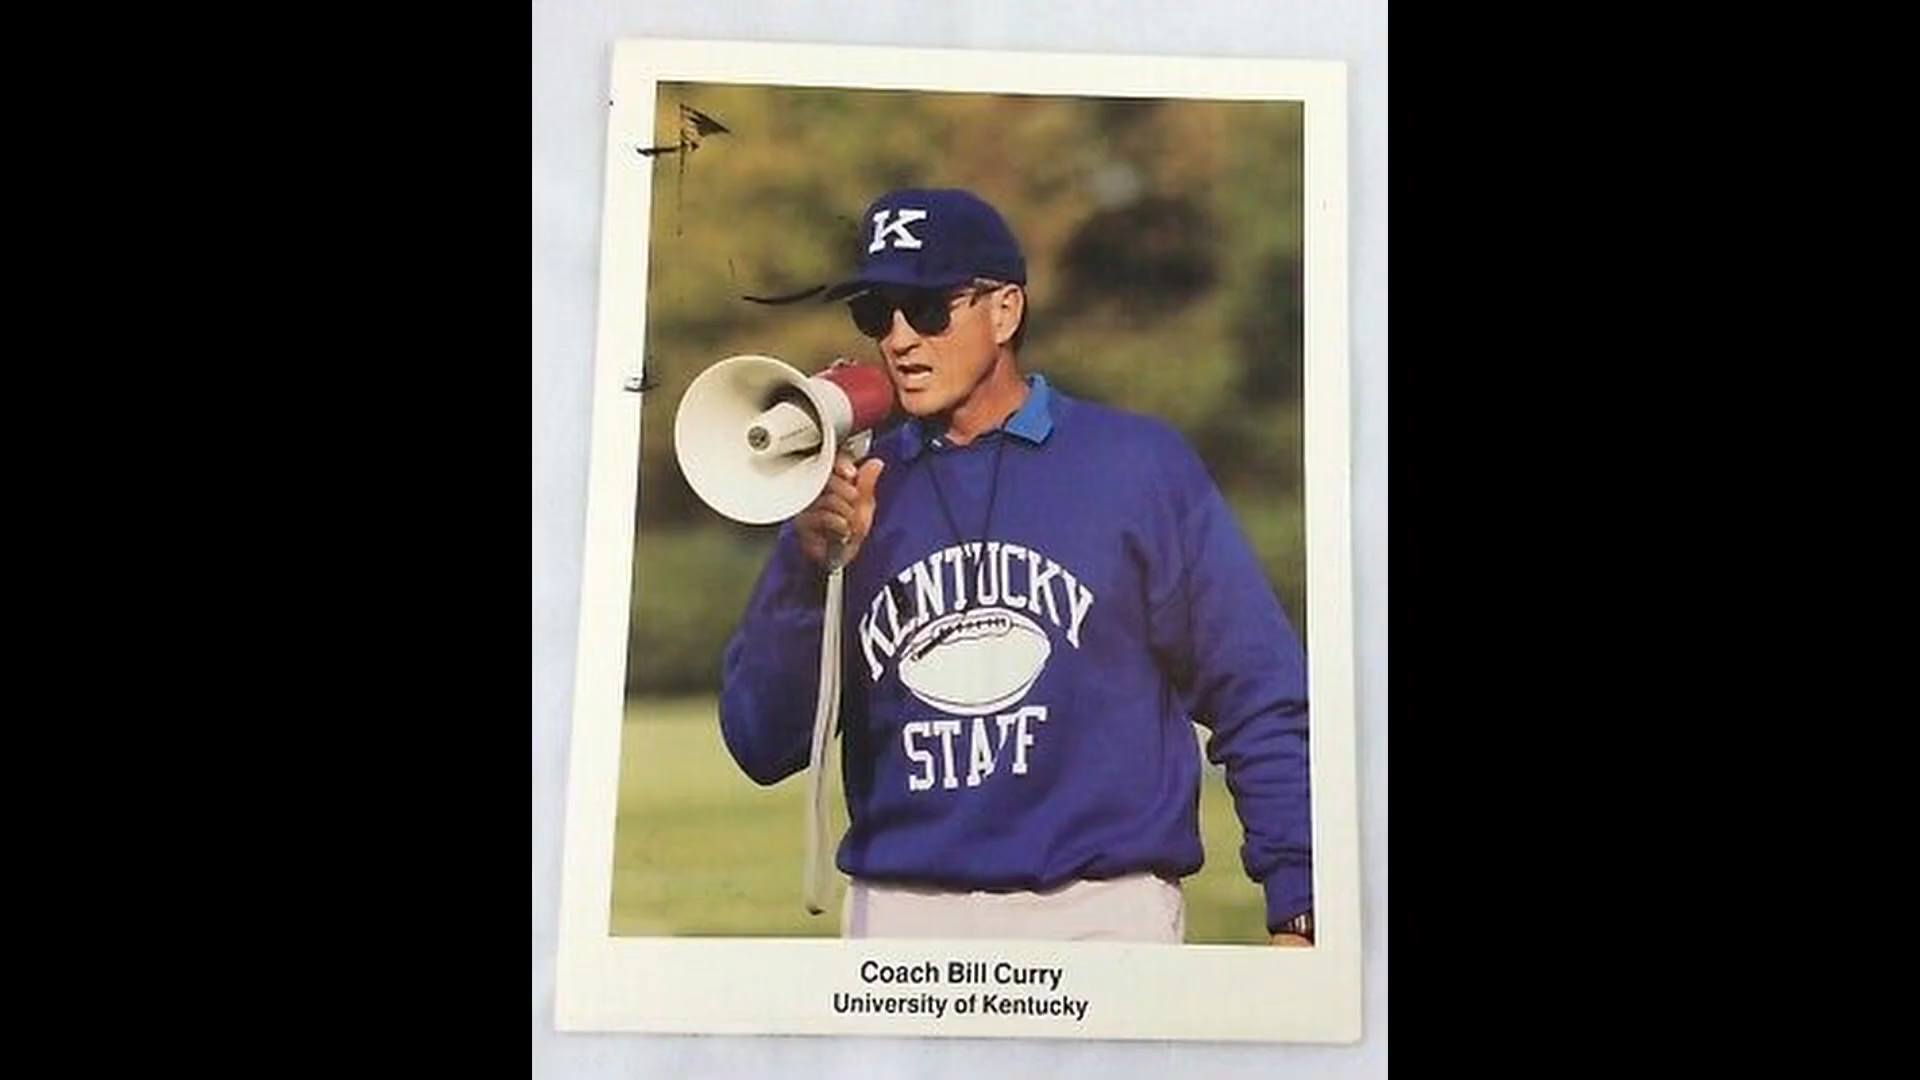 K
KENTUCKY
STAFF
Coach Bill Curry
University of Kentucky